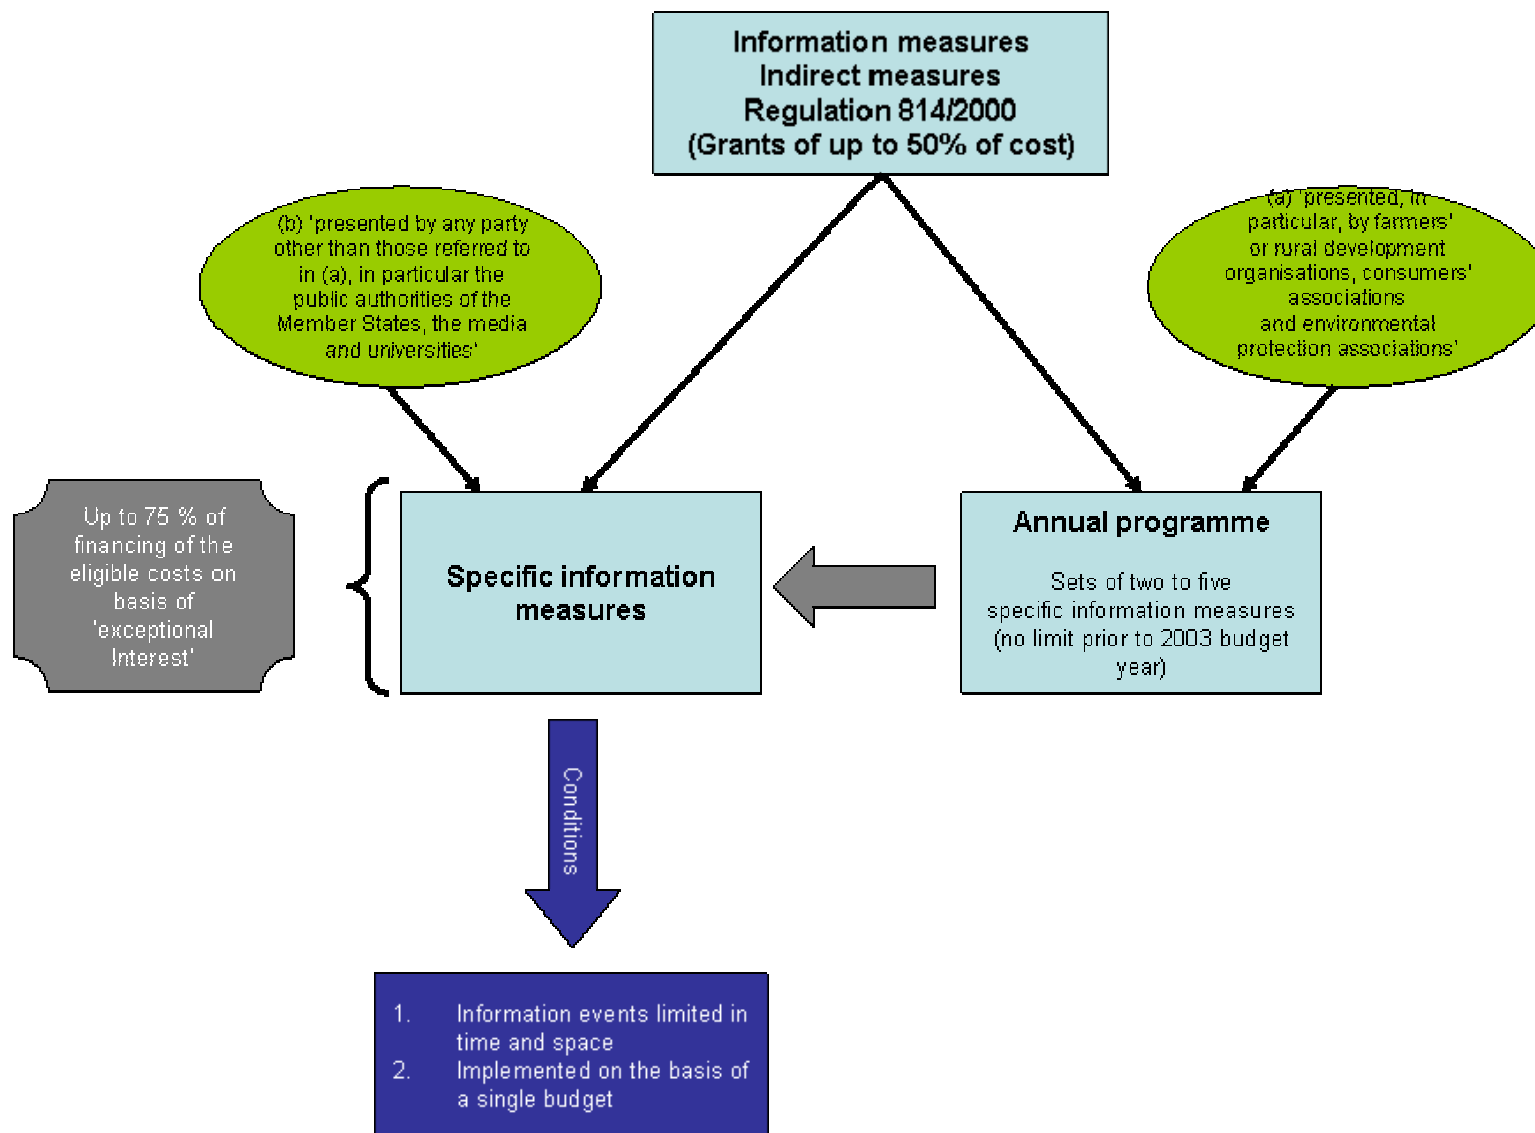 Information measures
Indirect measures
Regulation 814/2000
(Grants of up to 50% of cost)
(b) 'presented by any party
other than those referred to
in (a), in particular the
public authorities of the
Member States, the media
and universities'
(a) 'presented, in
particular, by farmers'
or rural development
organisations, consumers'
associations
and environmental
protection associations'
Up to 75 % of
financing of the
eligible costs on
basis of
'exceptional
Interest'
Specific information
measures
Annual programme
Sets of two to five
specific information measures
(no limit prior to 2003 budget
year)
Conditions
1. Information events limited in
time and space
2. Implemented on the basis of
a single budget